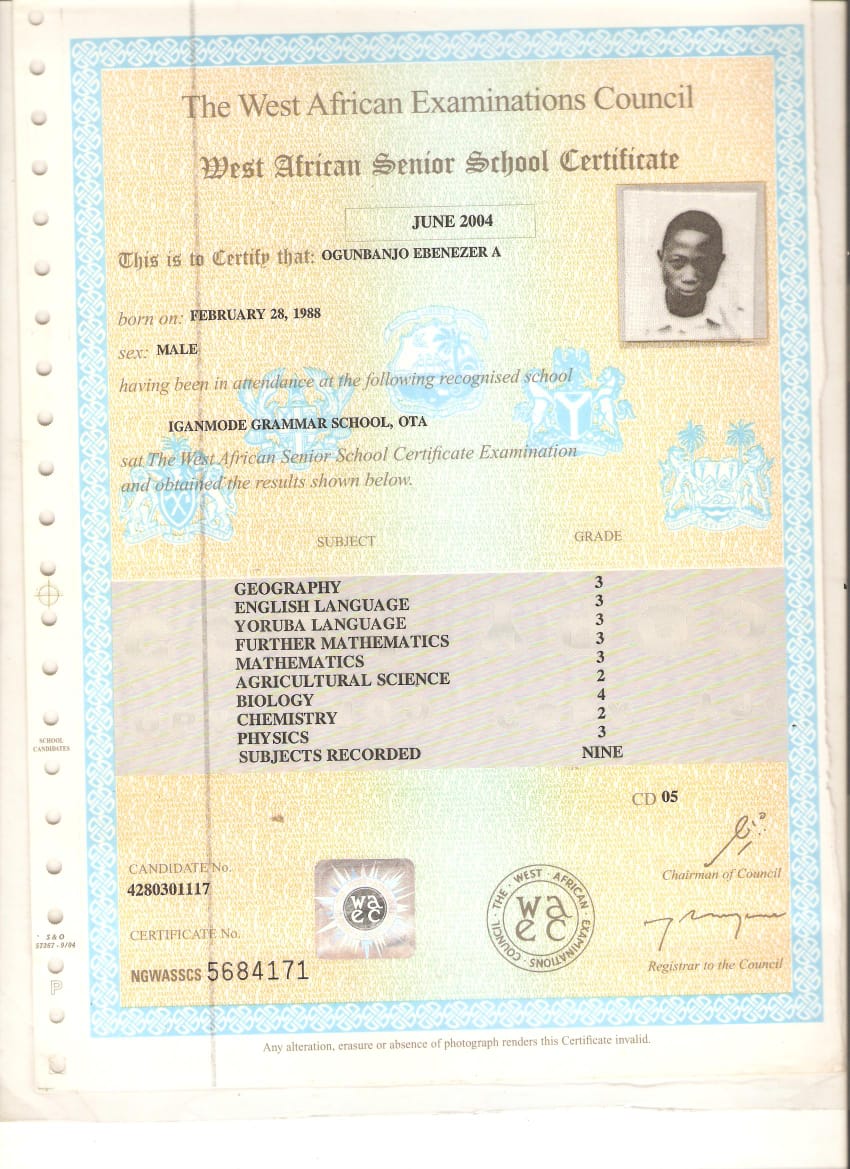 The West African Examinations Council
West African Senior School Certificate
JUNE 2004
This is to Certify that: OGUNBANJO EBENEZER A
born on: FEBRUARY 28, 1988
sex: MALE
having been in attendance at the following recognised school
IGANMODE GRAMMAR SCHOOL, OTA
sat The West African Senior School Certificate Examination
and obtained the results shown below.
SUBJECT GRADE
GEOGRAPHY 3
ENGLISH LANGUAGE 3
YORUBA LANGUAGE 3
FURTHER MATHEMATICS 3
MATHEMATICS 3
AGRICULTURAL SCIENCE 2
BIOLOGY 4
CHEMISTRY 2
PHYSICS 3
SUBJECTS RECORDED NINE
SCHOOL
CANDIDATES
CD 05
Chairman of Council
CANDIDATE No.
4280301117
waec
THE · WEST · AFRICAN · EXAMINATIONS · COUNCIL ·
waec
S & O
57267 - 9/04
CERTIFICATE No.
NGWASSCS 5684171
Registrar to the Council
P
Any alteration, erasure or absence of photograph renders this Certificate invalid.